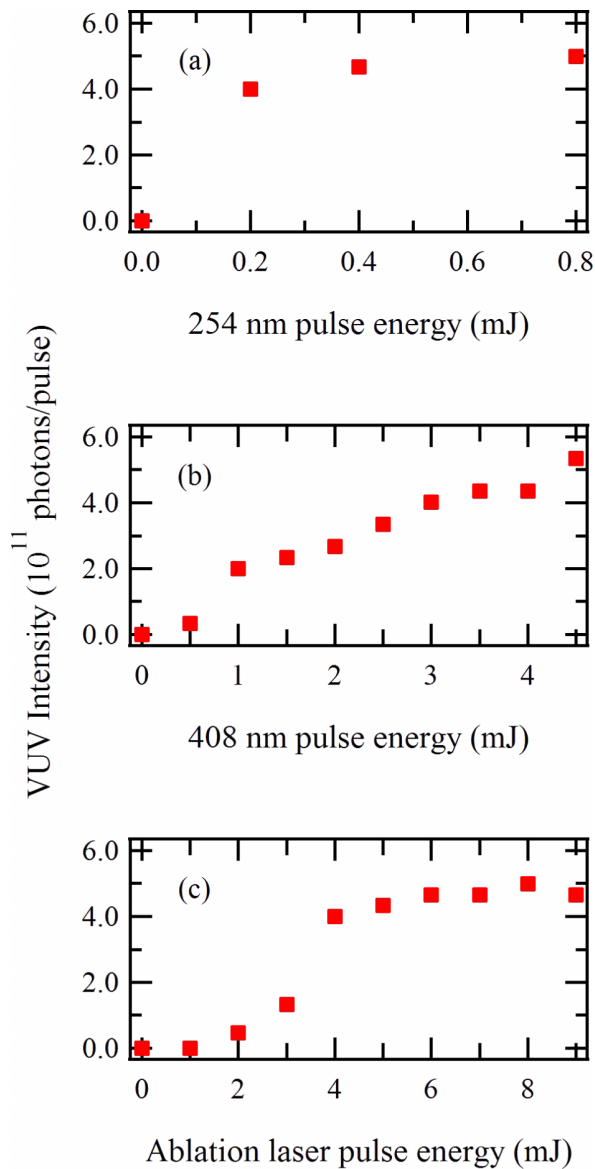 VUV Intensity (10^11 photons/pulse)
6.0
(a)
4.0
2.0
0.0
0.0 0.2 0.4 0.6 0.8
254 nm pulse energy (mJ)
6.0
(b)
4.0
2.0
0.0
0 1 2 3 4
408 nm pulse energy (mJ)
6.0
(c)
4.0
2.0
0.0
0 2 4 6 8
Ablation laser pulse energy (mJ)